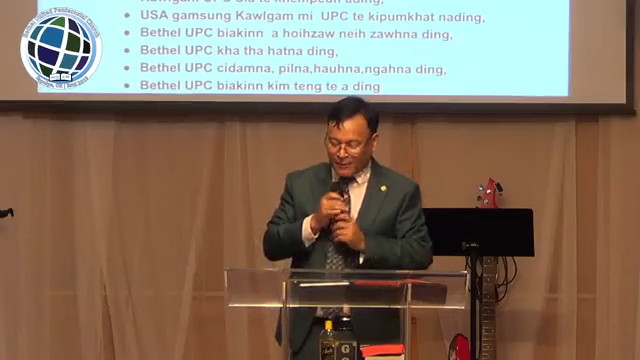 USA gamsung Kawlgam mi UPC te kipumkhat nading,
Bethel UPC biakinn a hoihzaw neih zawhna ding,
Bethel UPC kha tha hatna ding,
Bethel UPC cidamna, pilna,hauhna,ngahna ding,
Bethel UPC biakinn kim teng te a ding